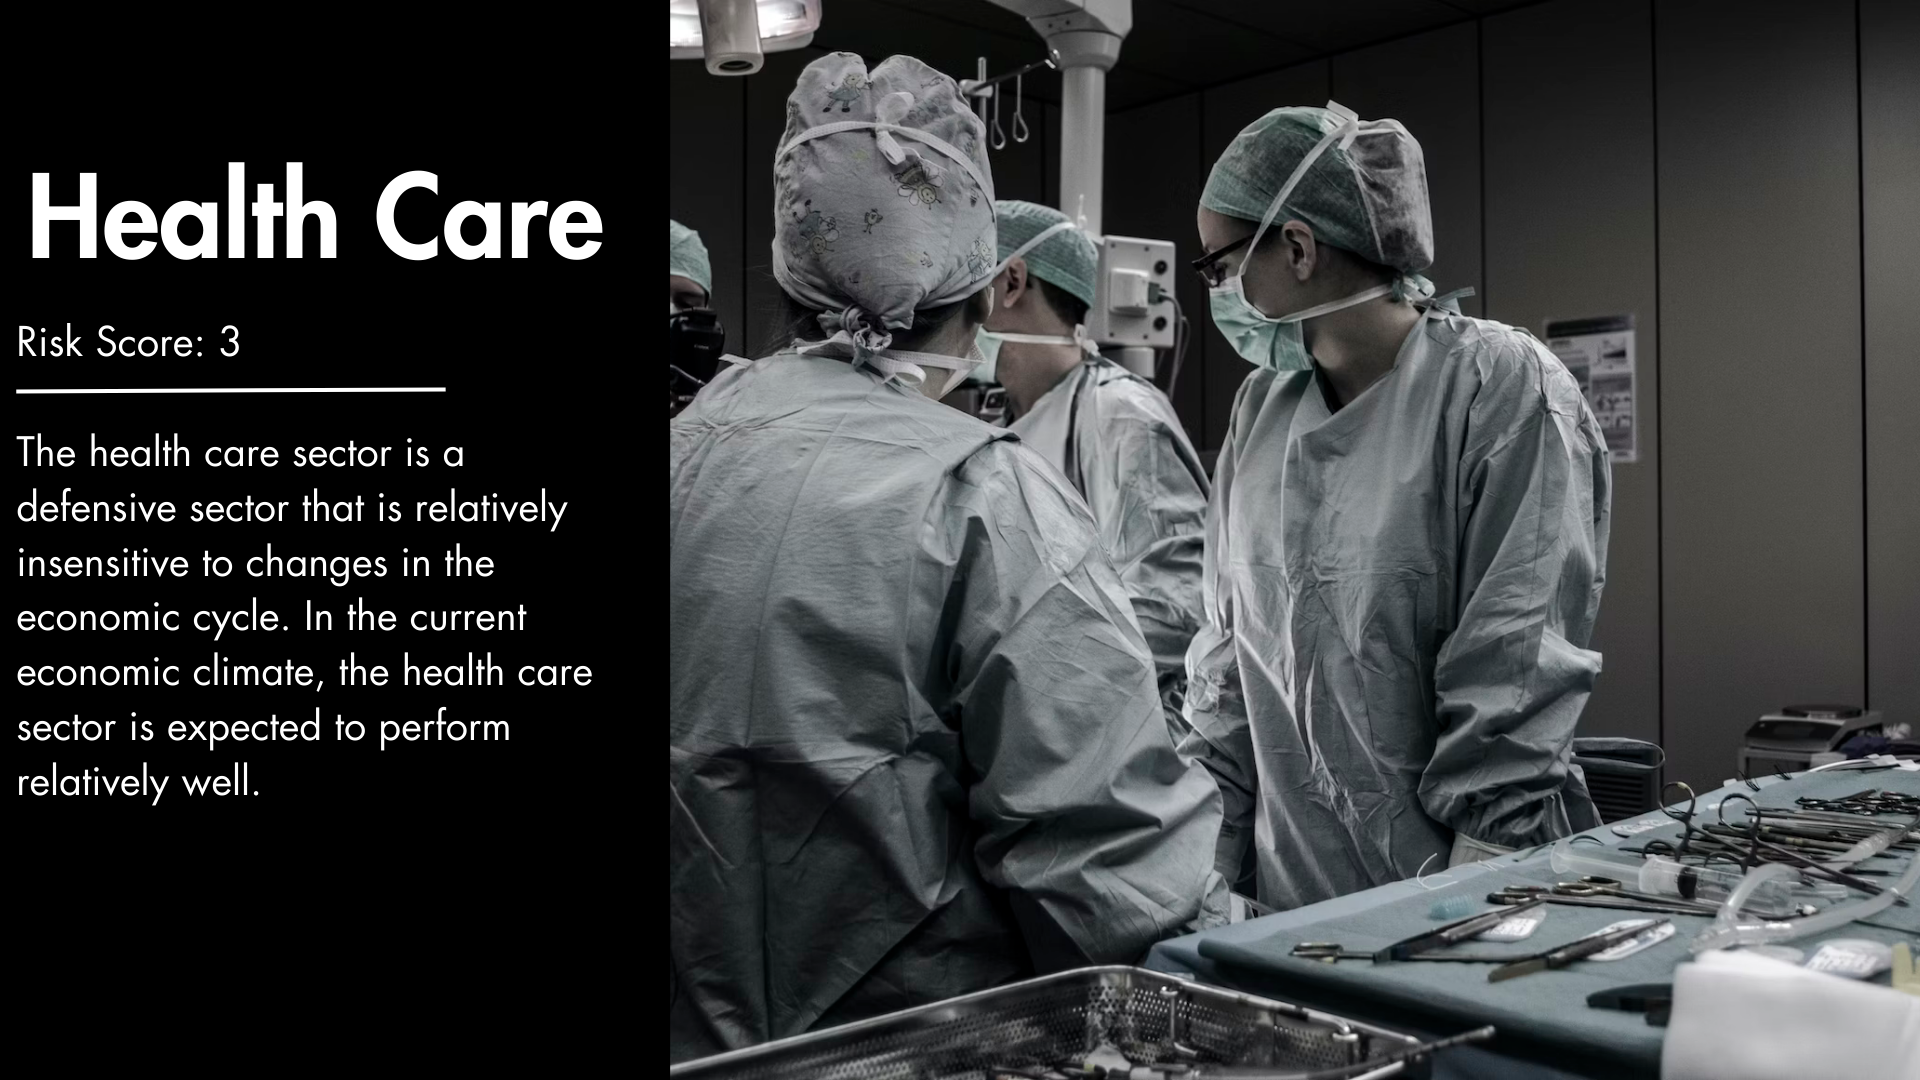 Health Care
Risk Score: 3
The health care sector is a
defensive sector that is relatively
insensitive to changes in the
economic cycle. In the current
economic climate, the health care
sector is expected to perform
relatively well.